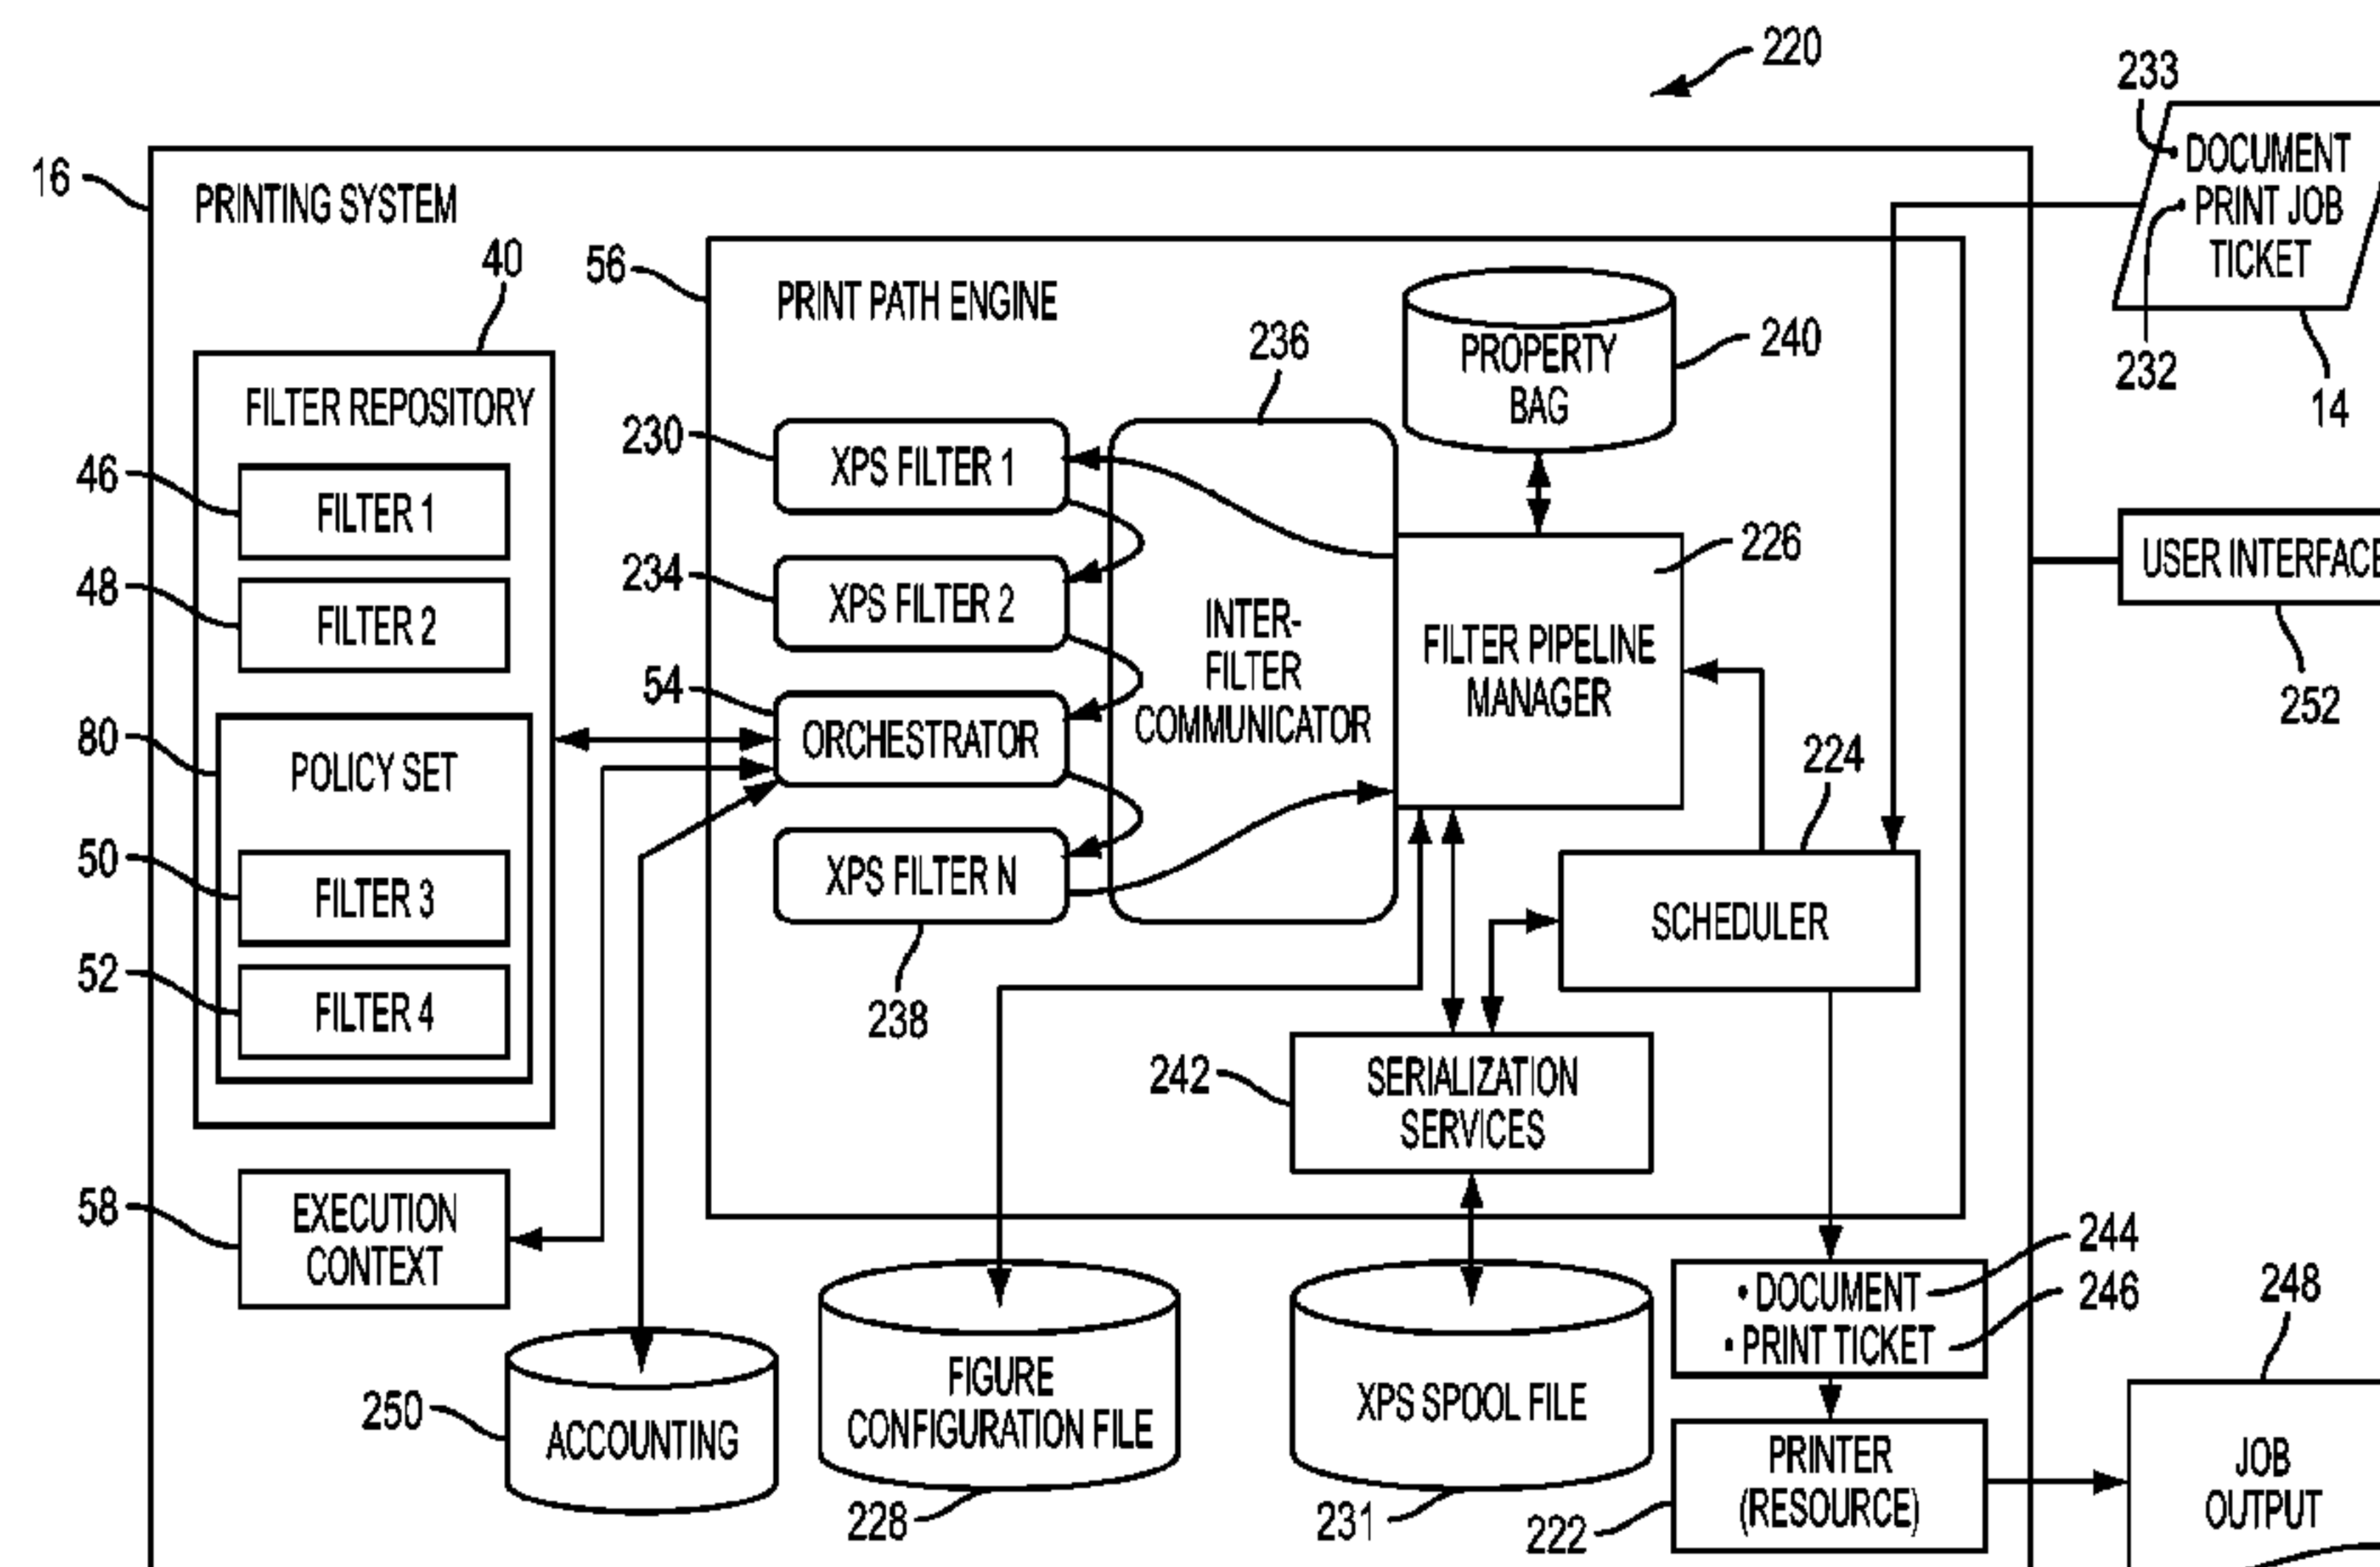 220
233
• DOCUMENT
• PRINT JOB
TICKET
232
14
16
PRINTING SYSTEM
40
FILTER REPOSITORY
46
FILTER 1
48
FILTER 2
80
POLICY SET
50
FILTER 3
52
FILTER 4
58
EXECUTION
CONTEXT
56
PRINT PATH ENGINE
230
XPS FILTER 1
234
XPS FILTER 2
54
ORCHESTRATOR
XPS FILTER N
238
236
INTER-
FILTER
COMMUNICATOR
PROPERTY
BAG
240
226
FILTER PIPELINE
MANAGER
224
SCHEDULER
242
SERIALIZATION
SERVICES
USER INTERFACE
252
250
ACCOUNTING
FIGURE
CONFIGURATION FILE
228
XPS SPOOL FILE
231
• DOCUMENT
• PRINT TICKET
244
246
PRINTER
(RESOURCE)
222
248
JOB
OUTPUT